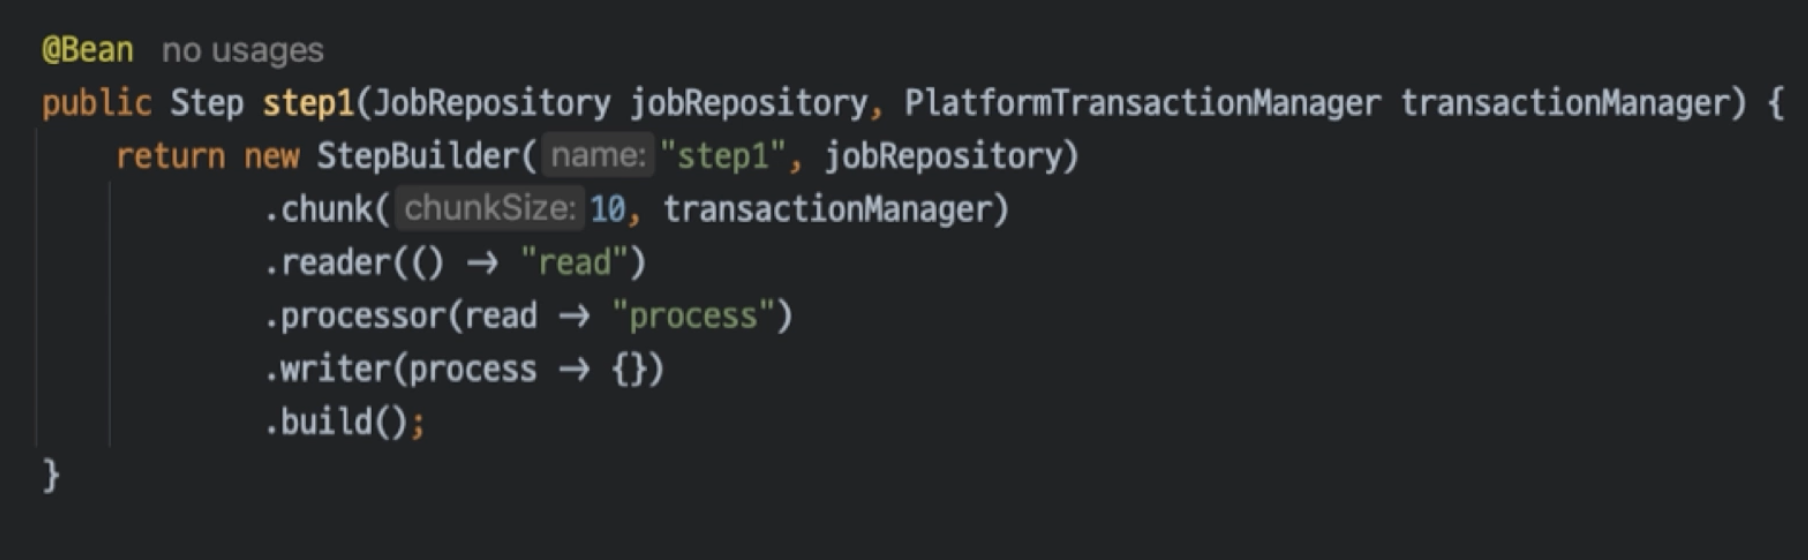 @Bean no usages
public Step step1(JobRepository jobRepository, PlatformTransactionManager transactionManager) {
return new StepBuilder( name: "step1", jobRepository)
.chunk( chunkSize: 10, transactionManager)
.reader(() → "read")
.processor(read → "process")
.writer(process → {})
.build();
}